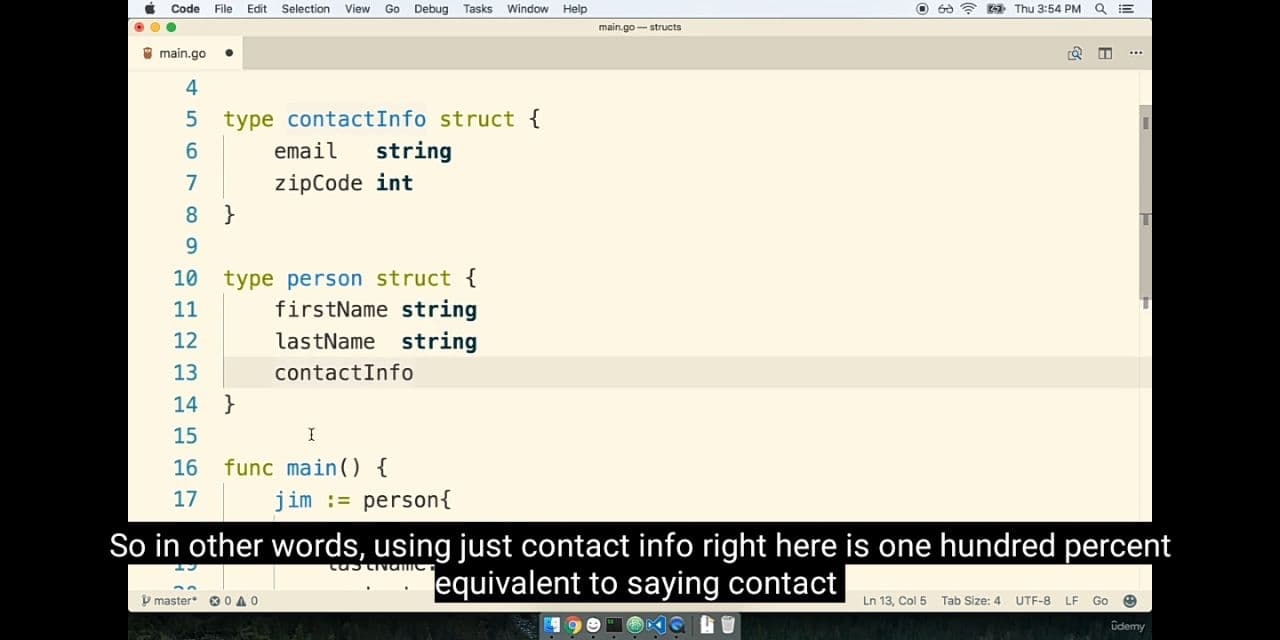 Code File Edit Selection View Go Debug Tasks Window Help Thu 3:54 PM
main.go — structs
main.go
4
5 type contactInfo struct {
6 email string
7 zipCode int
8 }
9
10 type person struct {
11 firstName string
12 lastName string
13 contactInfo
14 }
15
16 func main() {
17 jim := person{
So in other words, using just contact info right here is one hundred percent
equivalent to saying contact
master* 0 0 Ln 13, Col 5 Tab Size: 4 UTF-8 LF Go
ûdemy